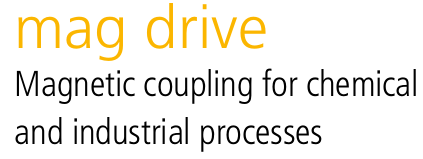 mag drive
Magnetic coupling for chemical
and industrial processes